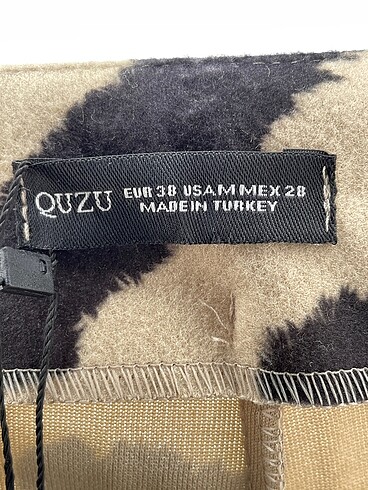 QUZU EUR 38 USA M MEX 28
MADE IN TURKEY